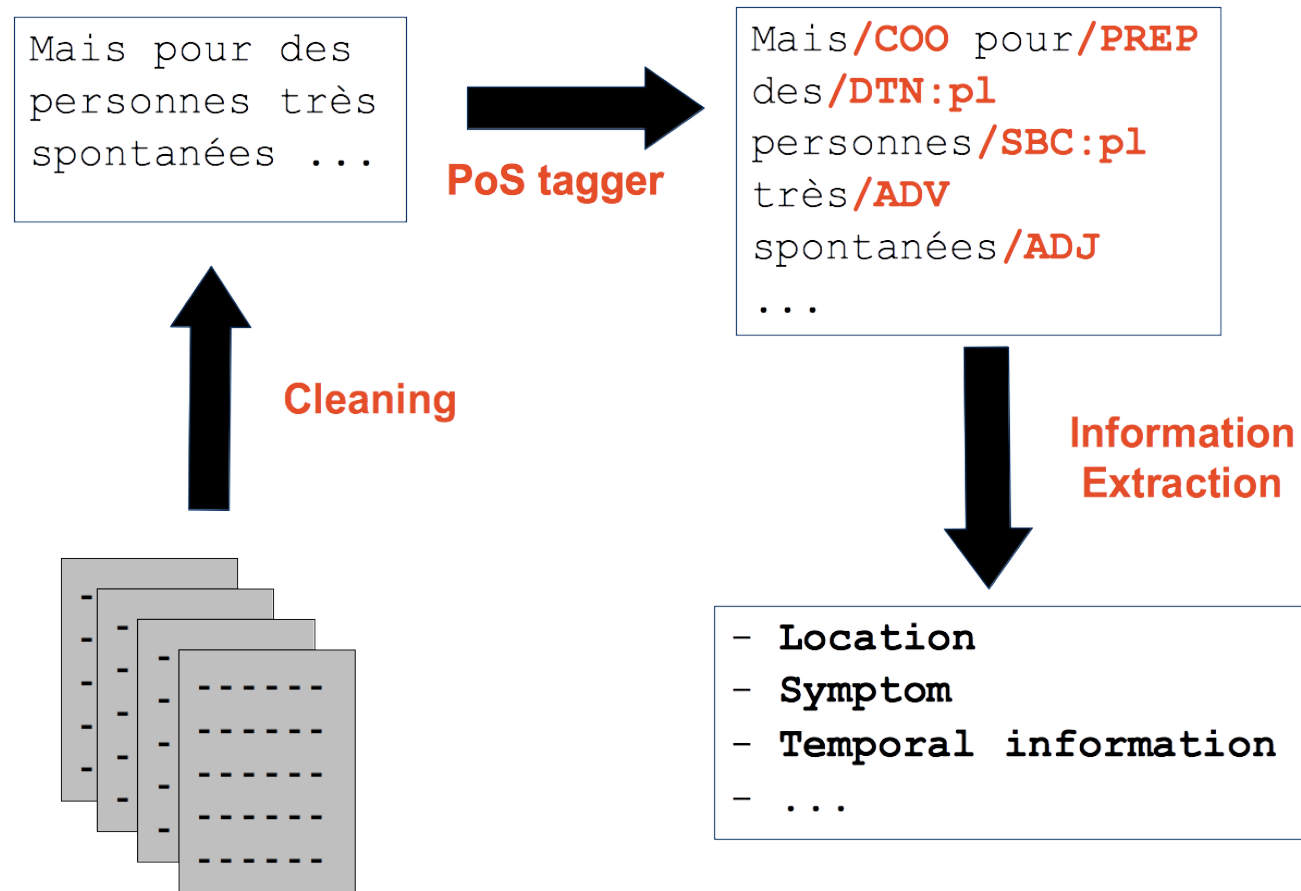 Mais pour des
personnes très
spontanées ...
PoS tagger
Mais/COO pour/PREP
des/DTN:pl
personnes/SBC:pl
très/ADV
spontanées/ADJ
...
Cleaning
Information
Extraction
- Location
- Symptom
- Temporal information
- ...